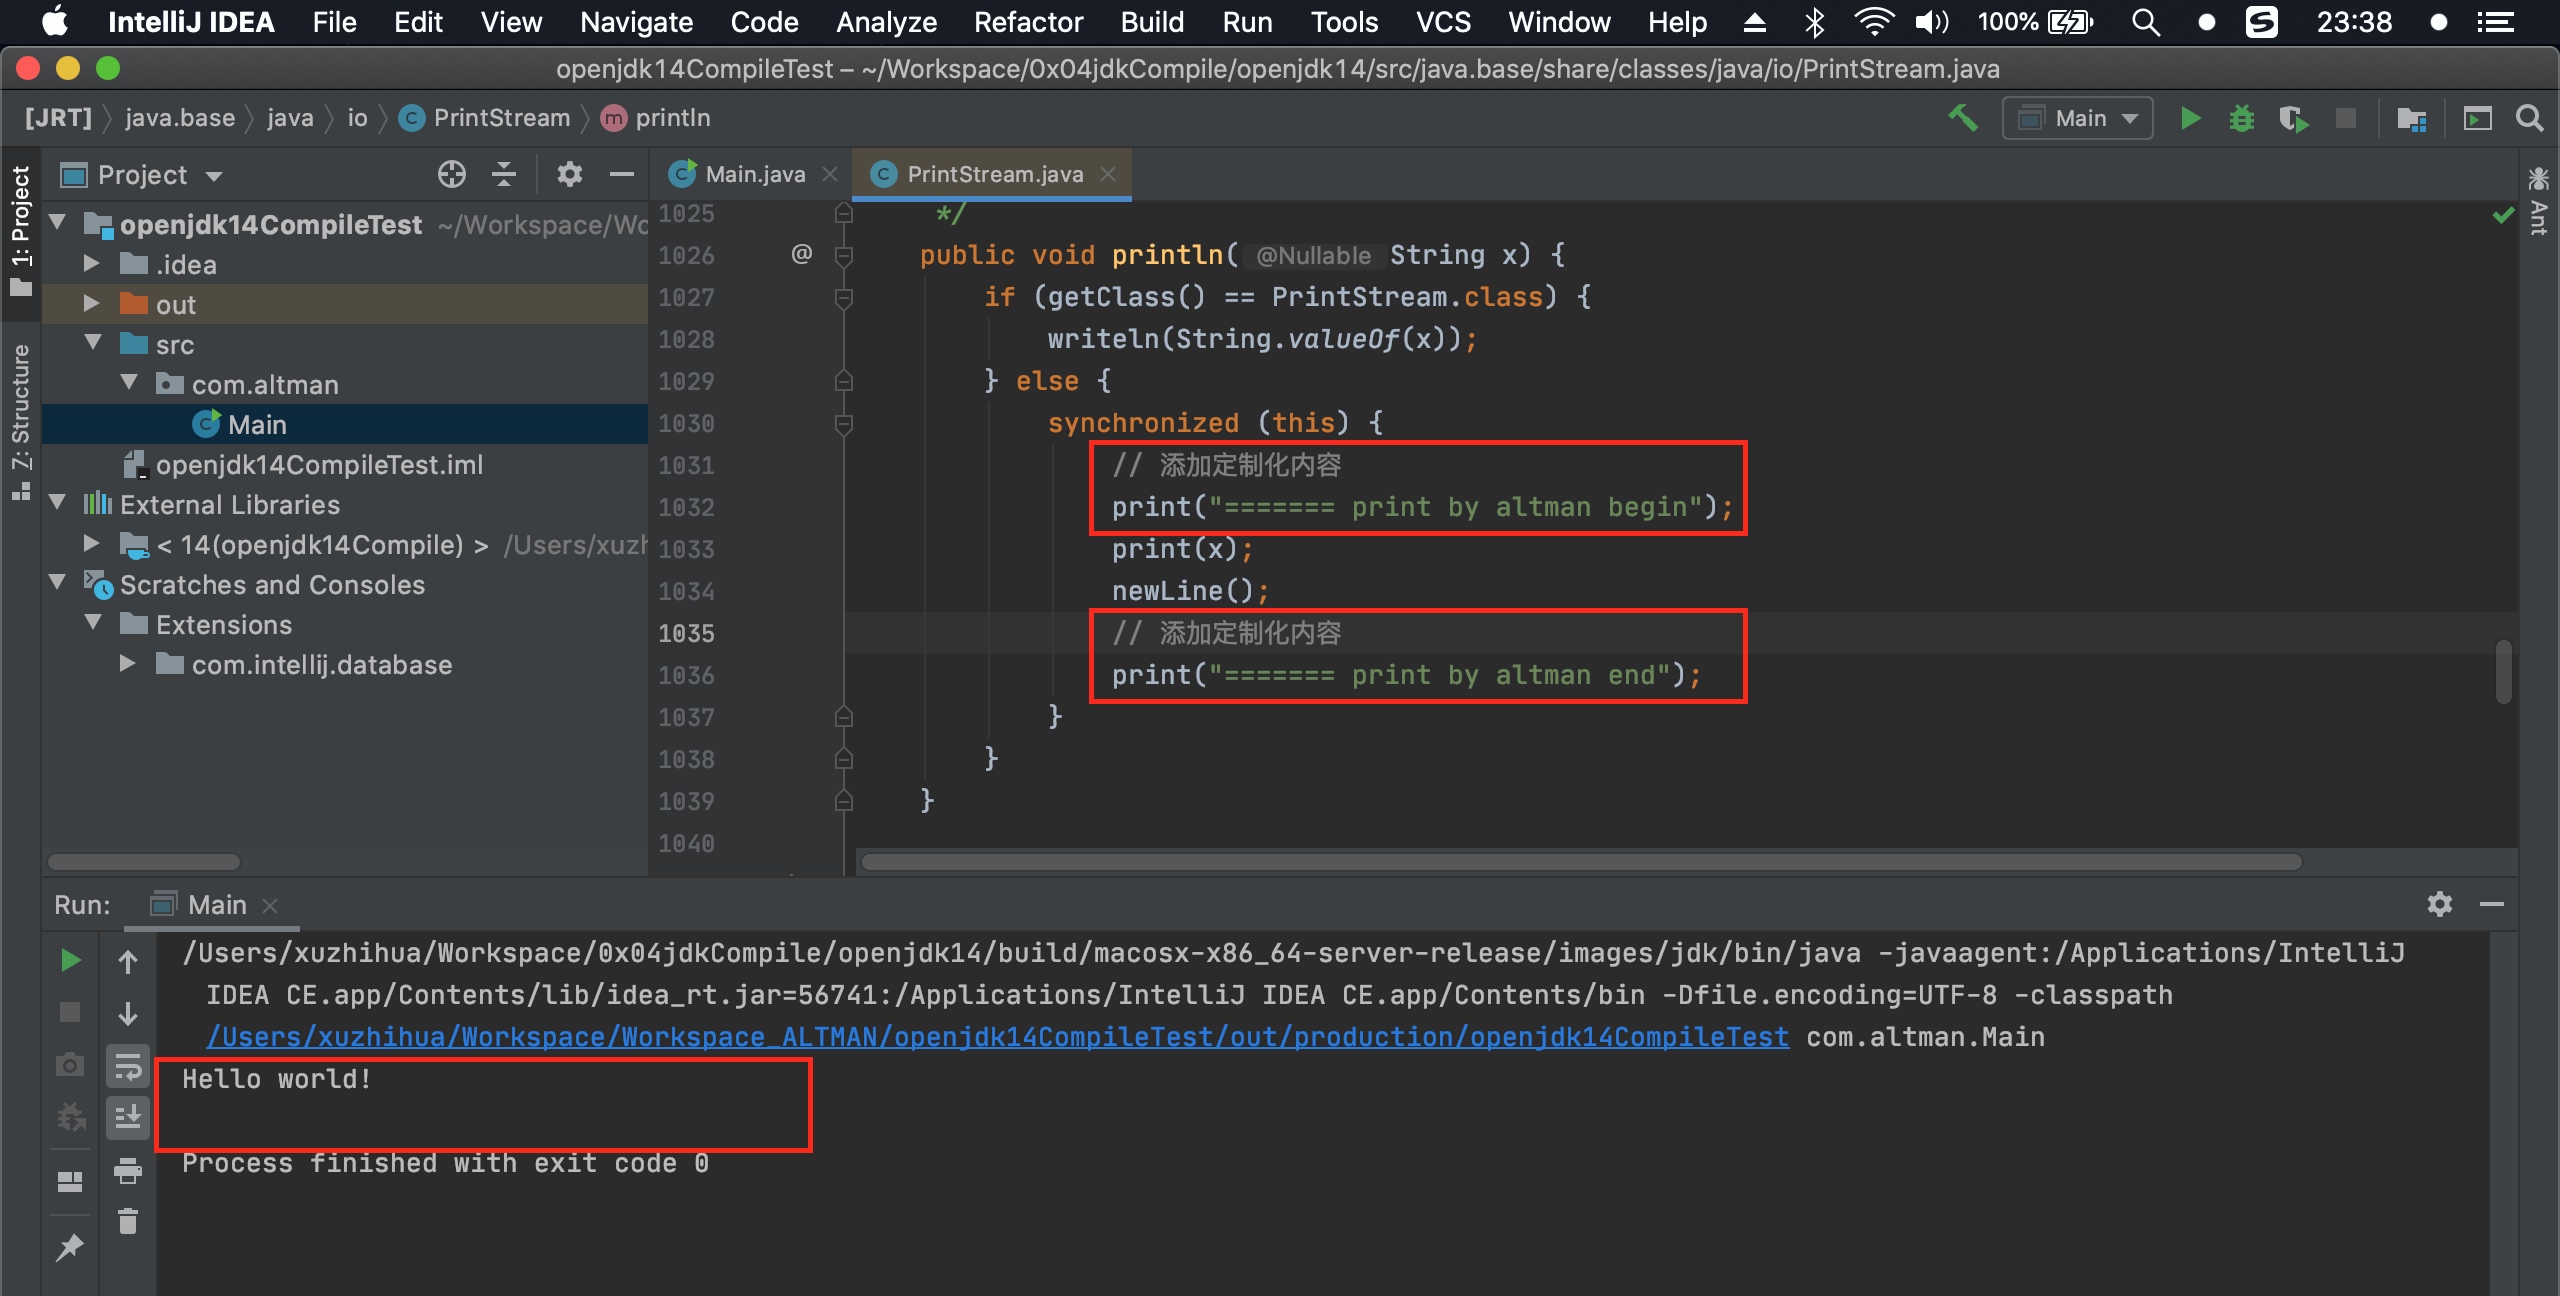 IntelliJ IDEA File Edit View Navigate Code Analyze Refactor Build Run Tools VCS Window Help 100% 23:38
openjdk14CompileTest – ~/Workspace/0x04jdkCompile/openjdk14/src/java.base/share/classes/java/io/PrintStream.java
[JRT] java.base java io PrintStream println Main
1: Project
Z: Structure
Project
openjdk14CompileTest ~/Workspace/Wo
.idea
out
src
com.altman
Main
openjdk14CompileTest.iml
External Libraries
< 14(openjdk14Compile) > /Users/xuzh
Scratches and Consoles
Extensions
com.intellij.database
Main.java PrintStream.java
Ant
1025 */
1026 @ public void println( @Nullable String x) {
1027 if (getClass() == PrintStream.class) {
1028 writeln(String.valueOf(x));
1029 } else {
1030 synchronized (this) {
1031 // 添加定制化内容
1032 print("======= print by altman begin");
1033 print(x);
1034 newLine();
1035 // 添加定制化内容
1036 print("======= print by altman end");
1037 }
1038 }
1039 }
1040
Run: Main
/Users/xuzhihua/Workspace/0x04jdkCompile/openjdk14/build/macosx-x86_64-server-release/images/jdk/bin/java -javaagent:/Applications/IntelliJ
IDEA CE.app/Contents/lib/idea_rt.jar=56741:/Applications/IntelliJ IDEA CE.app/Contents/bin -Dfile.encoding=UTF-8 -classpath
/Users/xuzhihua/Workspace/Workspace_ALTMAN/openjdk14CompileTest/out/production/openjdk14CompileTest com.altman.Main
Hello world!
Process finished with exit code 0